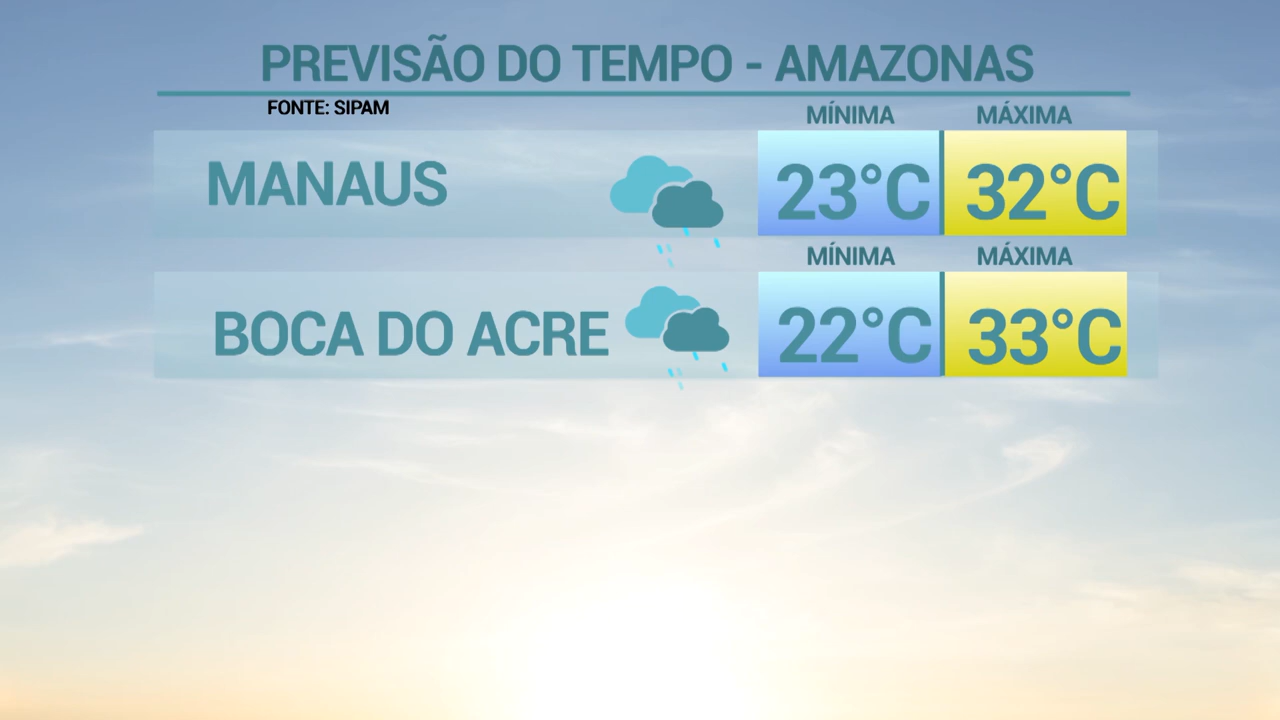 PREVISÃO DO TEMPO - AMAZONAS
FONTE: SIPAM
MÍNIMA MÁXIMA
MANAUS 23°C 32°C
MÍNIMA MÁXIMA
BOCA DO ACRE 22°C 33°C